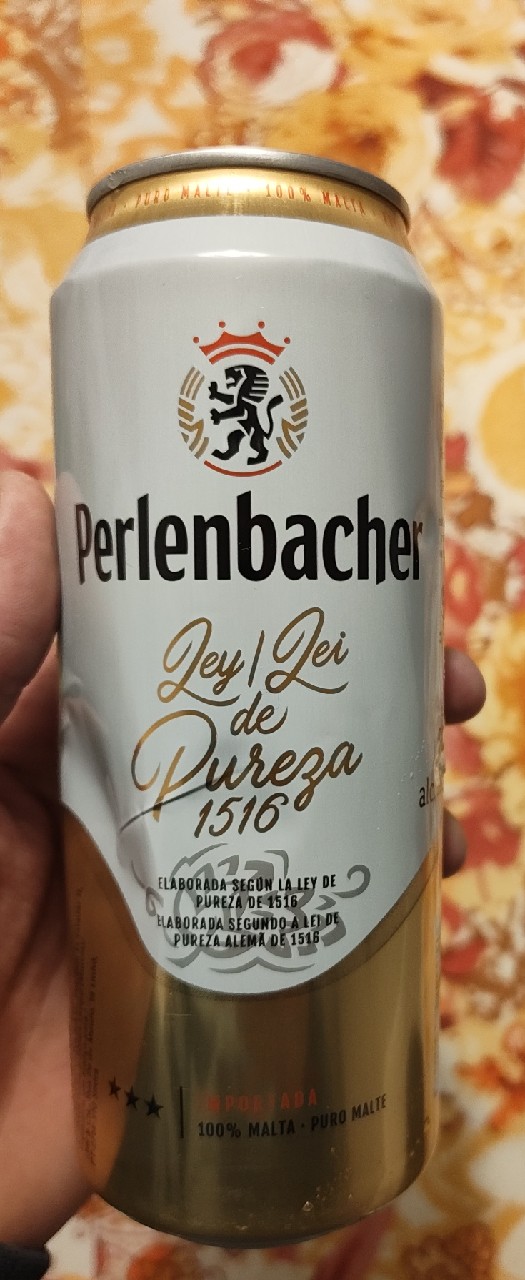 PURO MALTE · 100% MALTA
Perlenbacher
Ley/Lei
de
Pureza
1516
ELABORADA SEGÚN LA LEY DE
PUREZA DE 1516
ELABORADA SEGUNDO A LEI DE
PUREZA ALEMÃ DE 1516
IMPORTADA
100% MALTA · PURO MALTE